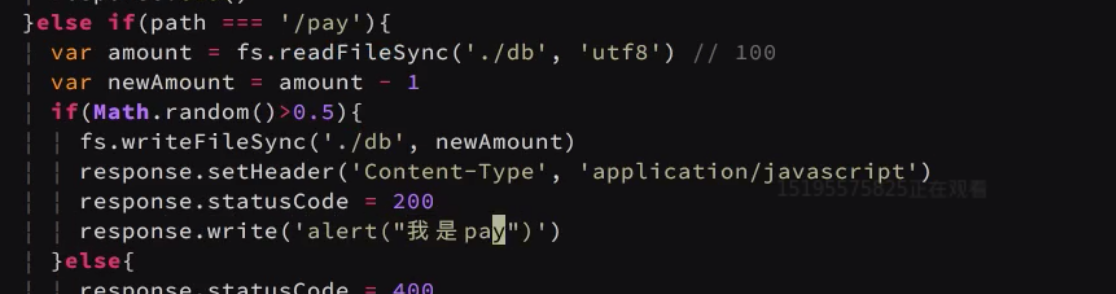 }else if(path === '/pay'){
var amount = fs.readFileSync('./db', 'utf8') // 100
var newAmount = amount - 1
if(Math.random()>0.5){
fs.writeFileSync('./db', newAmount)
response.setHeader('Content-Type', 'application/javascript')
15195575825正在观看
response.statusCode = 200
response.write('alert("我是pay")')
}else{
response.statusCode = 400